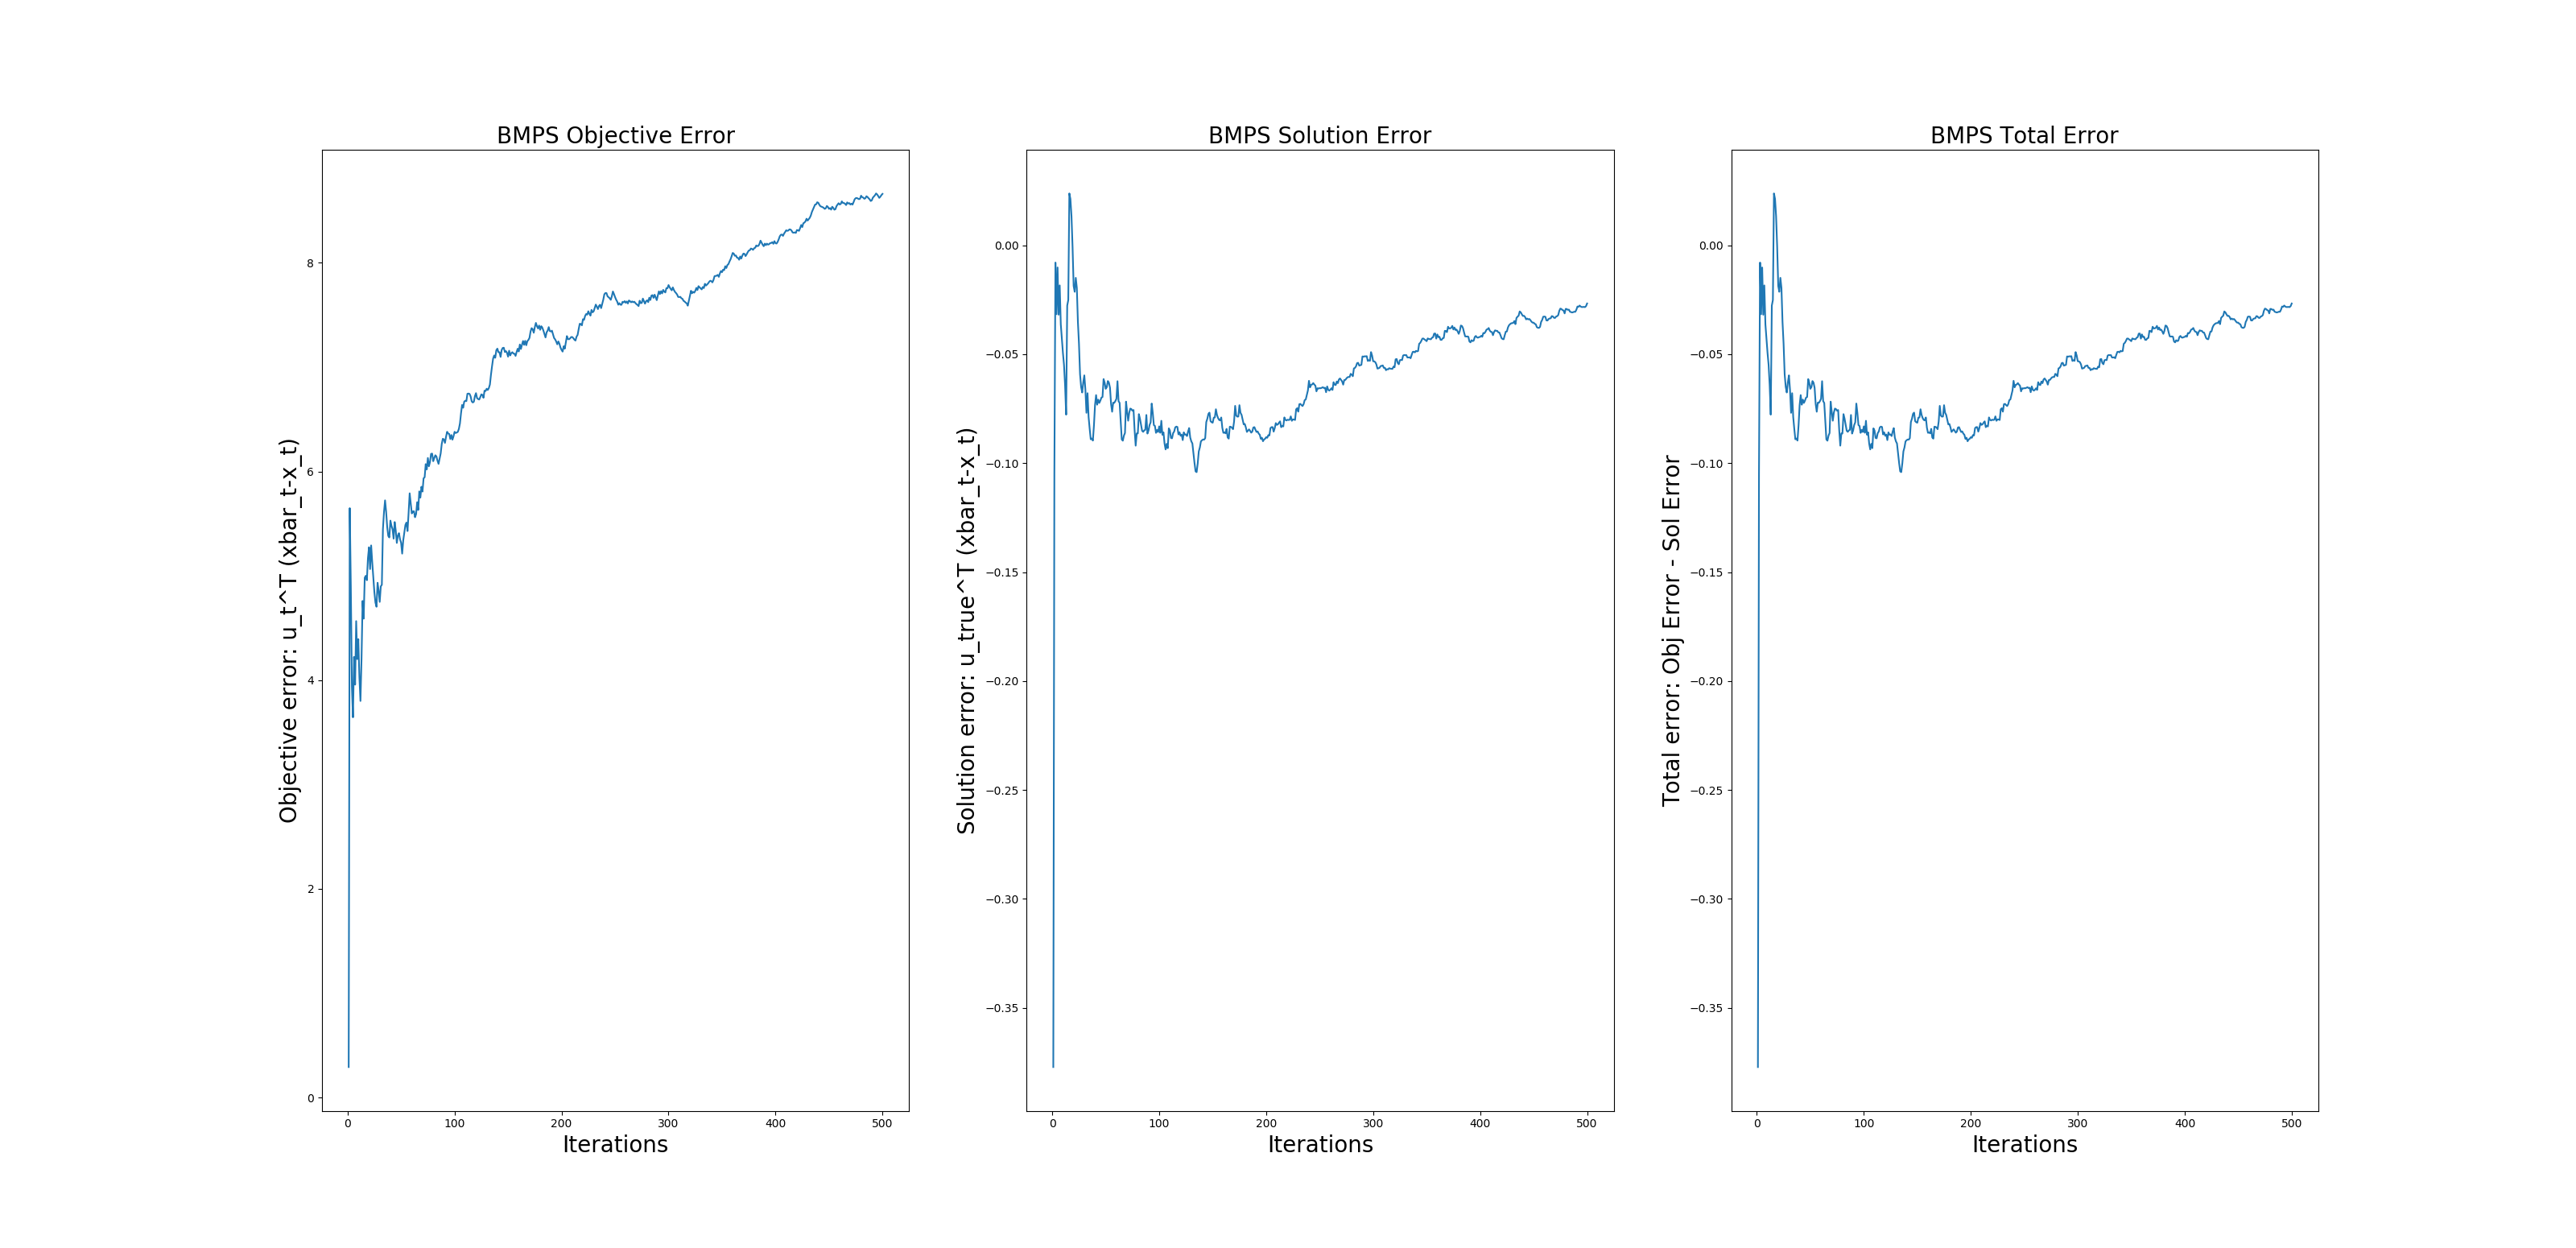 BMPS Objective Error
Objective error: u_t^T (xbar_t-x_t)
8
6
4
2
0
0 100 200 300 400 500
Iterations
BMPS Solution Error
Solution error: u_true^T (xbar_t-x_t)
0.00
−0.05
−0.10
−0.15
−0.20
−0.25
−0.30
−0.35
0 100 200 300 400 500
Iterations
BMPS Total Error
Total error: Obj Error - Sol Error
0.00
−0.05
−0.10
−0.15
−0.20
−0.25
−0.30
−0.35
0 100 200 300 400 500
Iterations